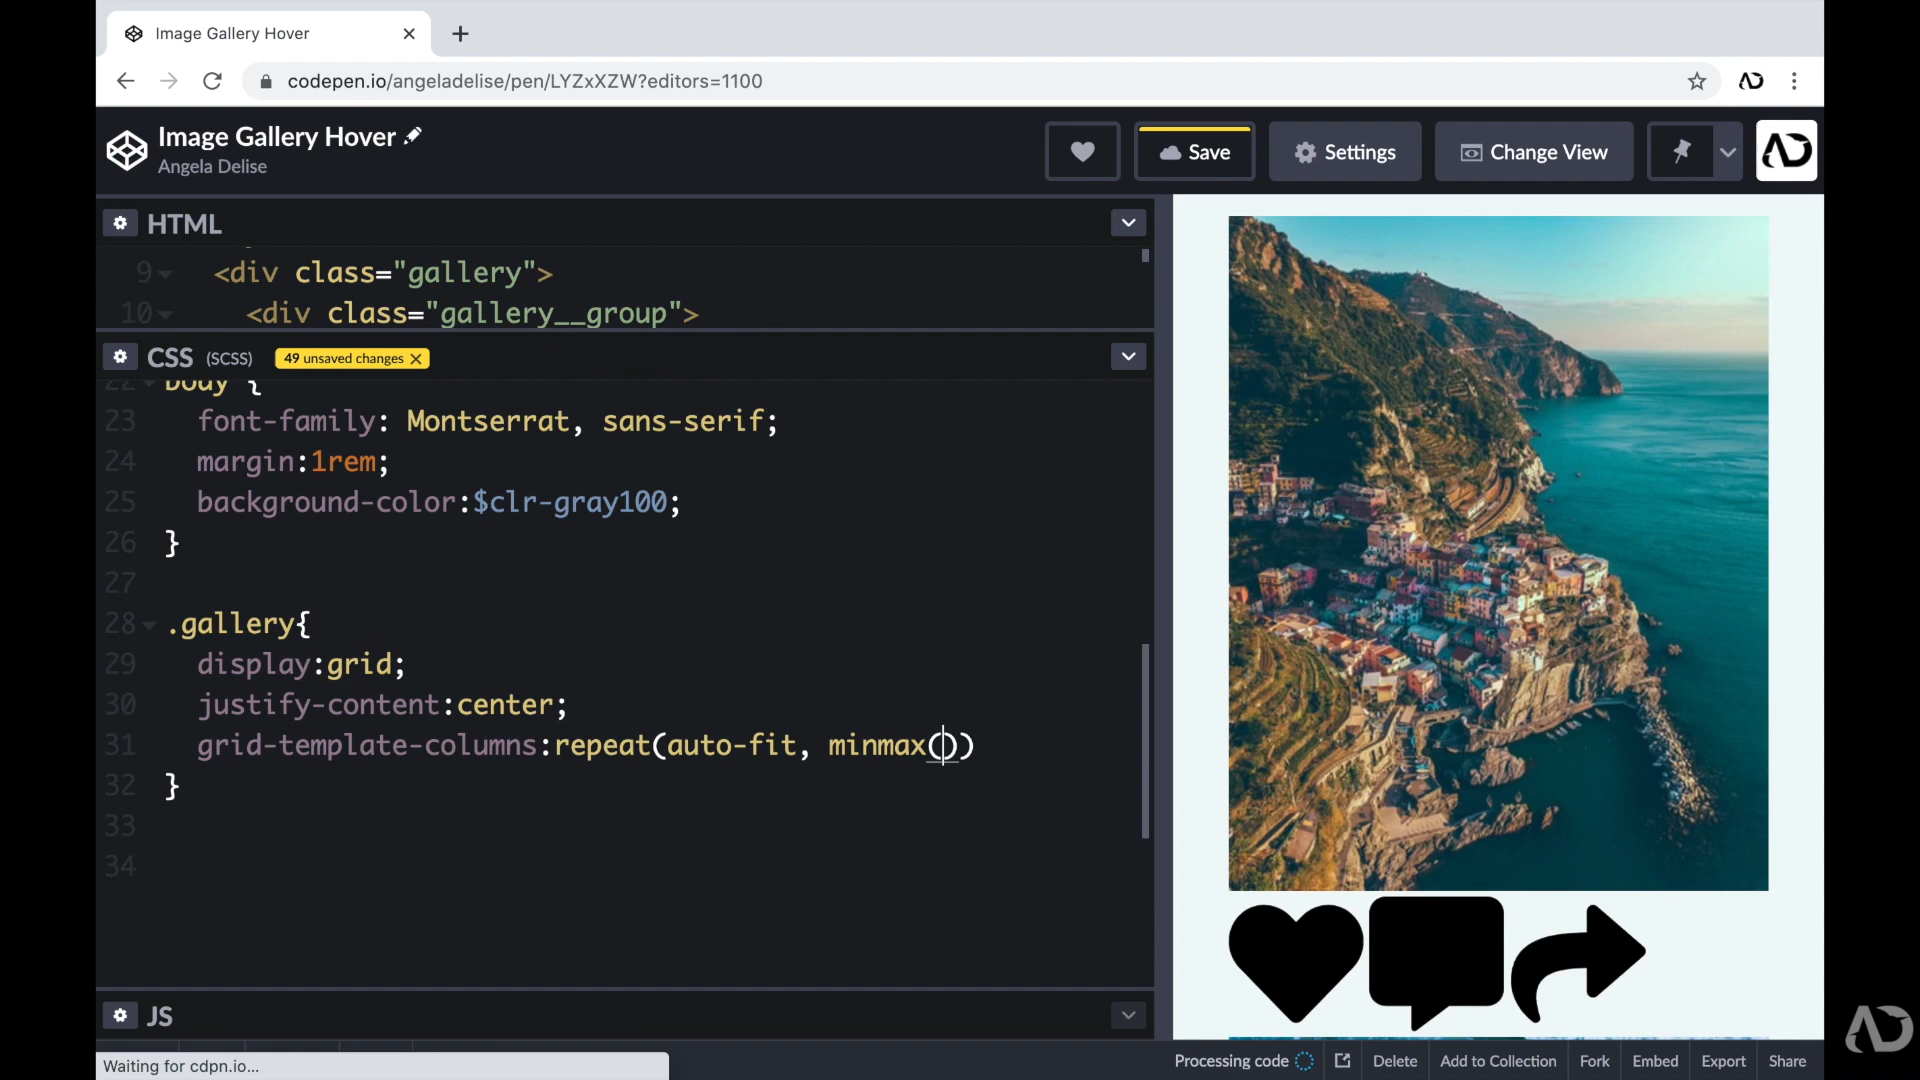 Image Gallery Hover
codepen.io/angeladelise/pen/LYZxXZW?editors=1100
Image Gallery Hover
Angela Delise
Save
Settings
Change View
HTML
9 <div class="gallery">
10 <div class="gallery__group">
CSS (SCSS) 49 unsaved changes
22 body {
23 font-family: Montserrat, sans-serif;
24 margin:1rem;
25 background-color:$clr-gray100;
26 }
27
28 .gallery{
29 display:grid;
30 justify-content:center;
31 grid-template-columns:repeat(auto-fit, minmax())
32 }
33
34
JS
Waiting for cdpn.io...
Processing code Delete Add to Collection Fork Embed Export Share